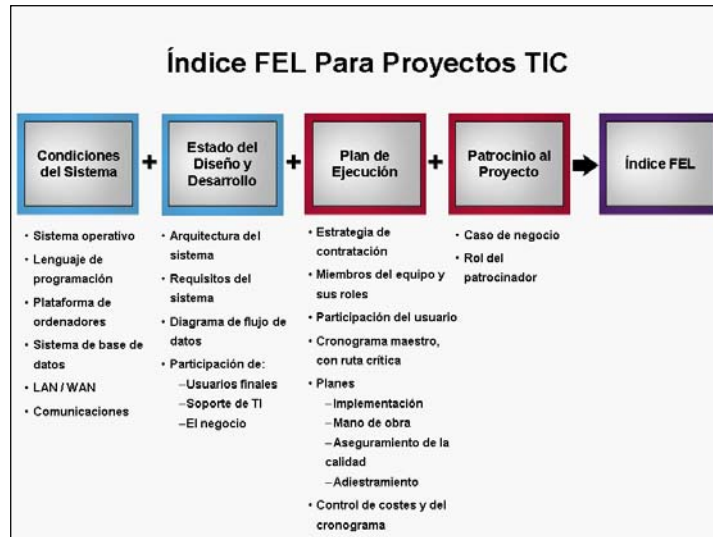 Índice FEL Para Proyectos TIC
Condiciones
del Sistema
+
Estado del
Diseño y
Desarrollo
+
Plan de
Ejecución
+
Patrocinio al
Proyecto
Índice FEL
• Sistema operativo
• Lenguaje de
programación
• Plataforma de
ordenadores
• Sistema de base de
datos
• LAN / WAN
• Comunicaciones
• Arquitectura del
sistema
• Requisitos del
sistema
• Diagrama de flujo de
datos
• Participación de:
–Usuarios finales
–Soporte de TI
–El negocio
• Estrategia de
contratación
• Miembros del equipo y
sus roles
• Participación del usuario
• Cronograma maestro,
con ruta crítica
• Planes
–Implementación
–Mano de obra
–Aseguramiento de la
calidad
–Adiestramiento
• Control de costes y del
cronograma
• Caso de negocio
• Rol del
patrocinador